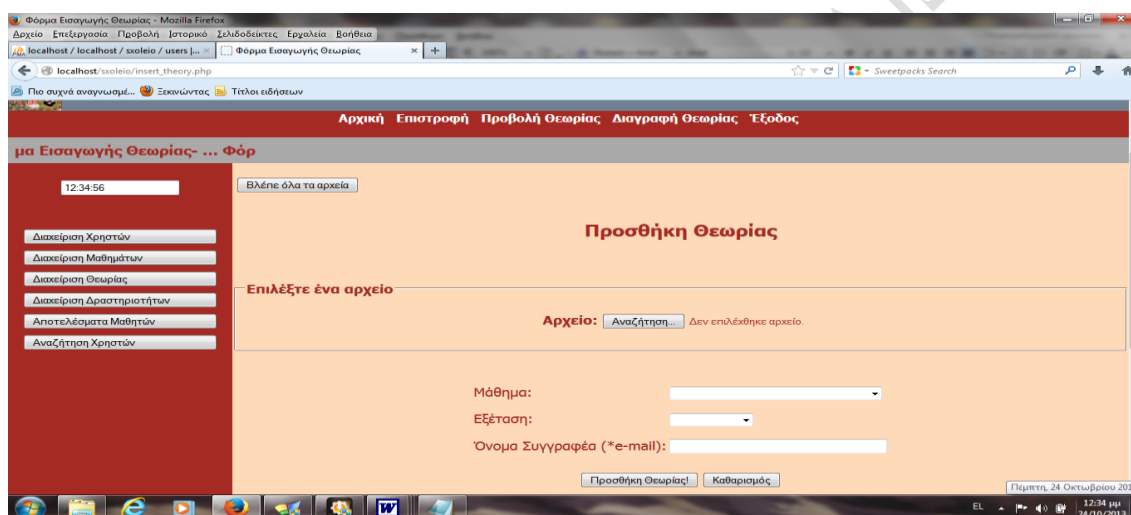 Φόρμα Εισαγωγής Θεωρίας - Mozilla Firefox
Αρχείο Επεξεργασία Προβολή Ιστορικό Σελιδοδείκτες Εργαλεία Βοήθεια
localhost / localhost / sxoleio / users |... × Φόρμα Εισαγωγής Θεωρίας × +
localhost/sxoleio/insert_theory.php Sweetpacks Search
Πιο συχνά αναγνωσμέ... Ξεκινώντας Τίτλοι ειδήσεων
Αρχική Επιστροφή Προβολή Θεωρίας Διαγραφή Θεωρίας Έξοδος
μα Εισαγωγής Θεωρίας- ... Φόρ
12:34:56
Βλέπε όλα τα αρχεία
Προσθήκη Θεωρίας
Διαχείριση Χρηστών
Διαχείριση Μαθημάτων
Διαχείριση Θεωρίας
Διαχείριση Δραστηριοτήτων
Αποτελέσματα Μαθητών
Αναζήτηση Χρηστών
Επιλέξτε ένα αρχείο
Αρχείο: Αναζήτηση... Δεν επιλέχθηκε αρχείο.
Μάθημα:
Εξέταση:
Όνομα Συγγραφέα (*e-mail):
Προσθήκη Θεωρίας! Καθαρισμός
Πέμπτη, 24 Οκτωβρίου 201
EL 12:34 μμ
24/10/2013